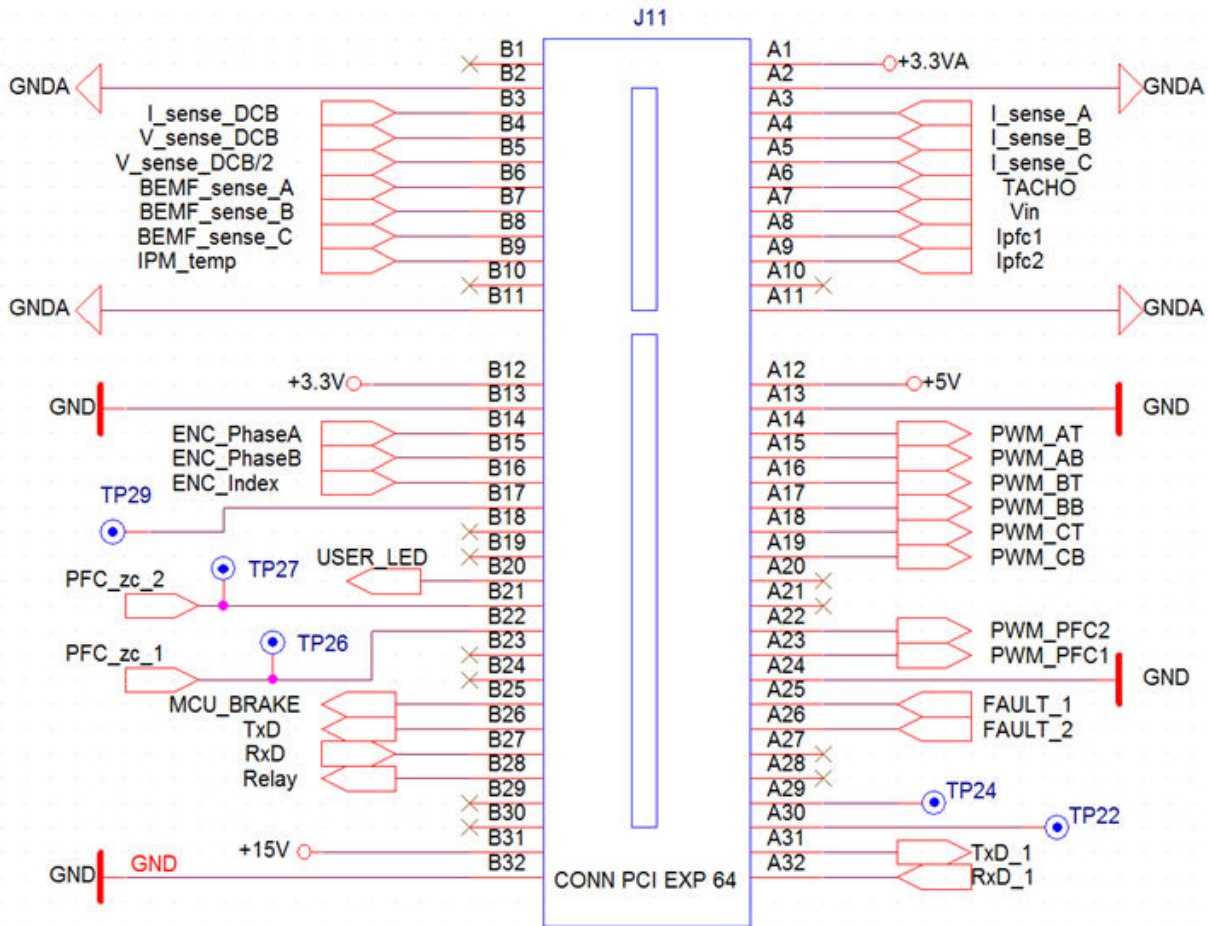 J11
B1 A1 +3.3VA
GNDA B2 A2 GNDA
I_sense_DCB B3 A3 I_sense_A
V_sense_DCB B4 A4 I_sense_B
V_sense_DCB/2 B5 A5 I_sense_C
BEMF_sense_A B6 A6 TACHO
BEMF_sense_B B7 A7 Vin
BEMF_sense_C B8 A8 Ipfc1
IPM_temp B9 A9 Ipfc2
B10 A10
GNDA B11 A11 GNDA
+3.3V B12 A12 +5V
GND B13 A13 GND
ENC_PhaseA B14 A14 PWM_AT
ENC_PhaseB B15 A15 PWM_AB
ENC_Index B16 A16 PWM_BT
TP29 B17 A17 PWM_BB
B18 A18 PWM_CT
B19 A19 PWM_CB
USER_LED B20 A20
PFC_zc_2 TP27 B21 A21
B22 A22 PWM_PFC2
TP26 B23 A23 PWM_PFC1
PFC_zc_1 B24 A24 GND
MCU_BRAKE B25 A25 FAULT_1
TxD B26 A26 FAULT_2
RxD B27 A27
Relay B28 A28
B29 A29 TP24
B30 A30 TP22
+15V B31 A31 TxD_1
GND GND B32 A32 RxD_1
CONN PCI EXP 64